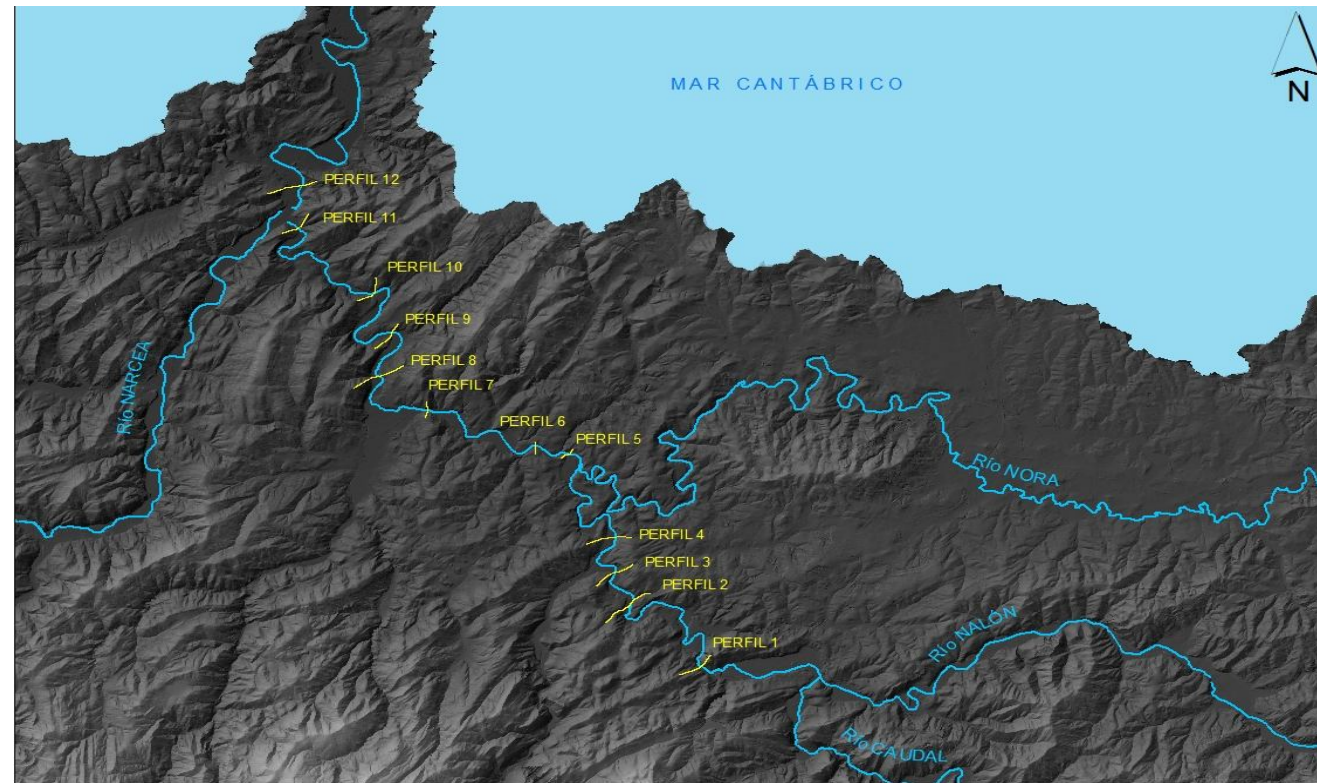 MAR CANTÁBRICO
N
PERFIL 12
PERFIL 11
PERFIL 10
PERFIL 9
PERFIL 8
PERFIL 7
PERFIL 6
PERFIL 5
Río NARCEA
Río NORA
PERFIL 4
PERFIL 3
PERFIL 2
PERFIL 1
Río NALÓN
Río CAUDAL